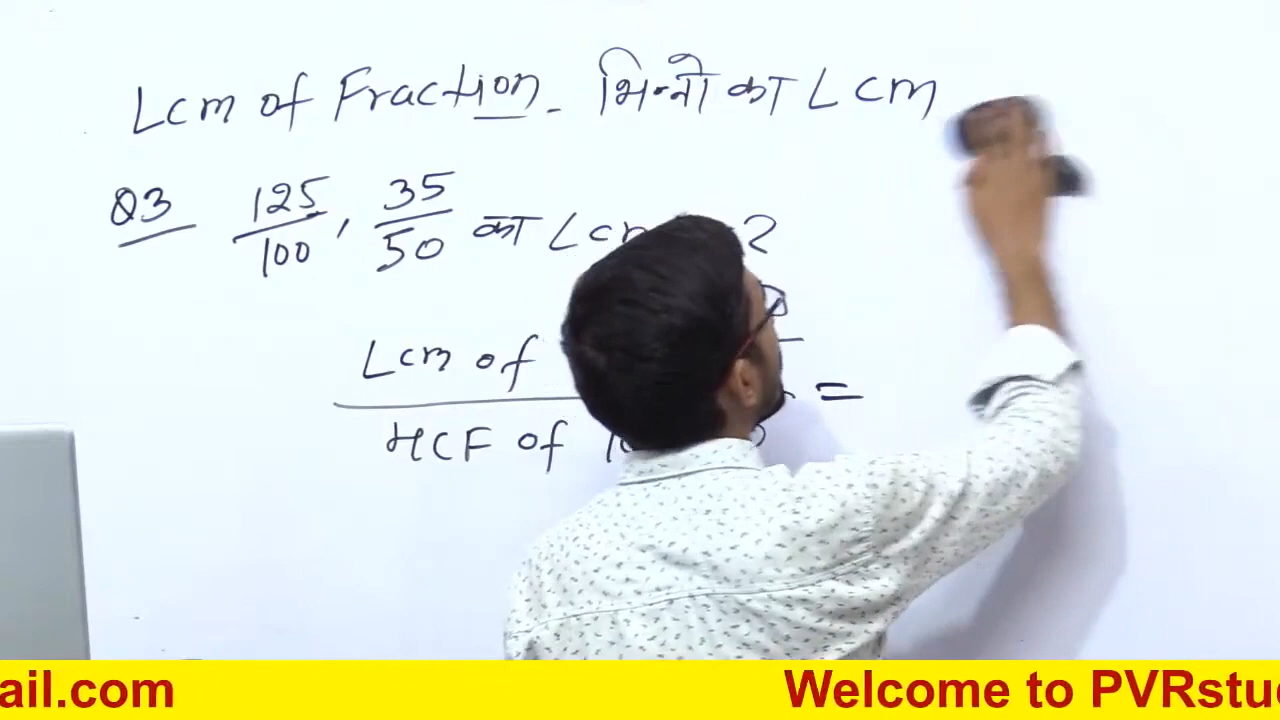 Lcm of Fraction - भिन्नो का LCM
Q3 125/100 , 35/50 का Lcm ?
Lcm of
HCF of =
ail.com Welcome to PVRstu